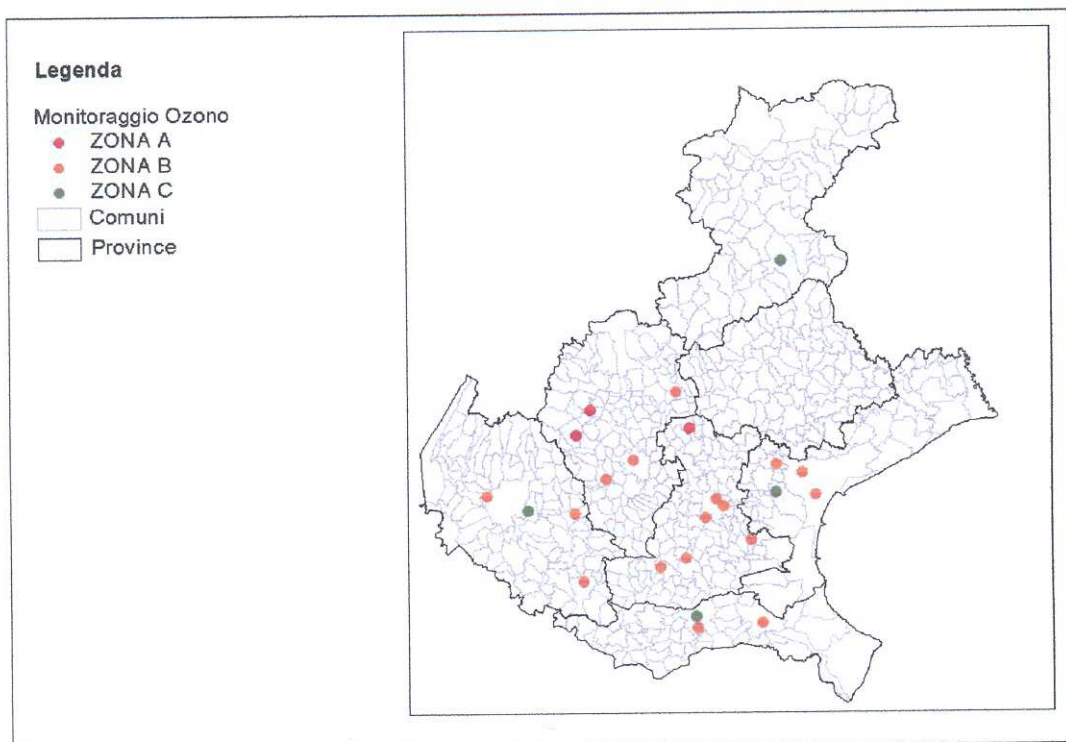 Legenda
Monitoraggio Ozono
ZONA A
ZONA B
ZONA C
Comuni
Province